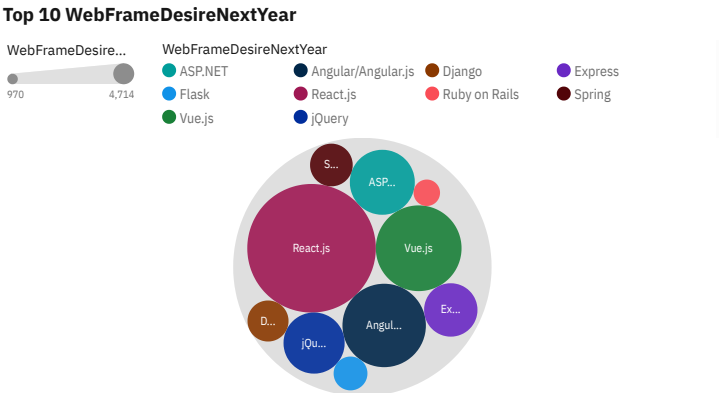 Top 10 WebFrameDesireNextYear
WebFrameDesire...
970 4,714
WebFrameDesireNextYear
ASP.NET Angular/Angular.js Django Express
Flask React.js Ruby on Rails Spring
Vue.js jQuery
S...
ASP...
React.js
Vue.js
Ex...
D...
Angul...
jQu...